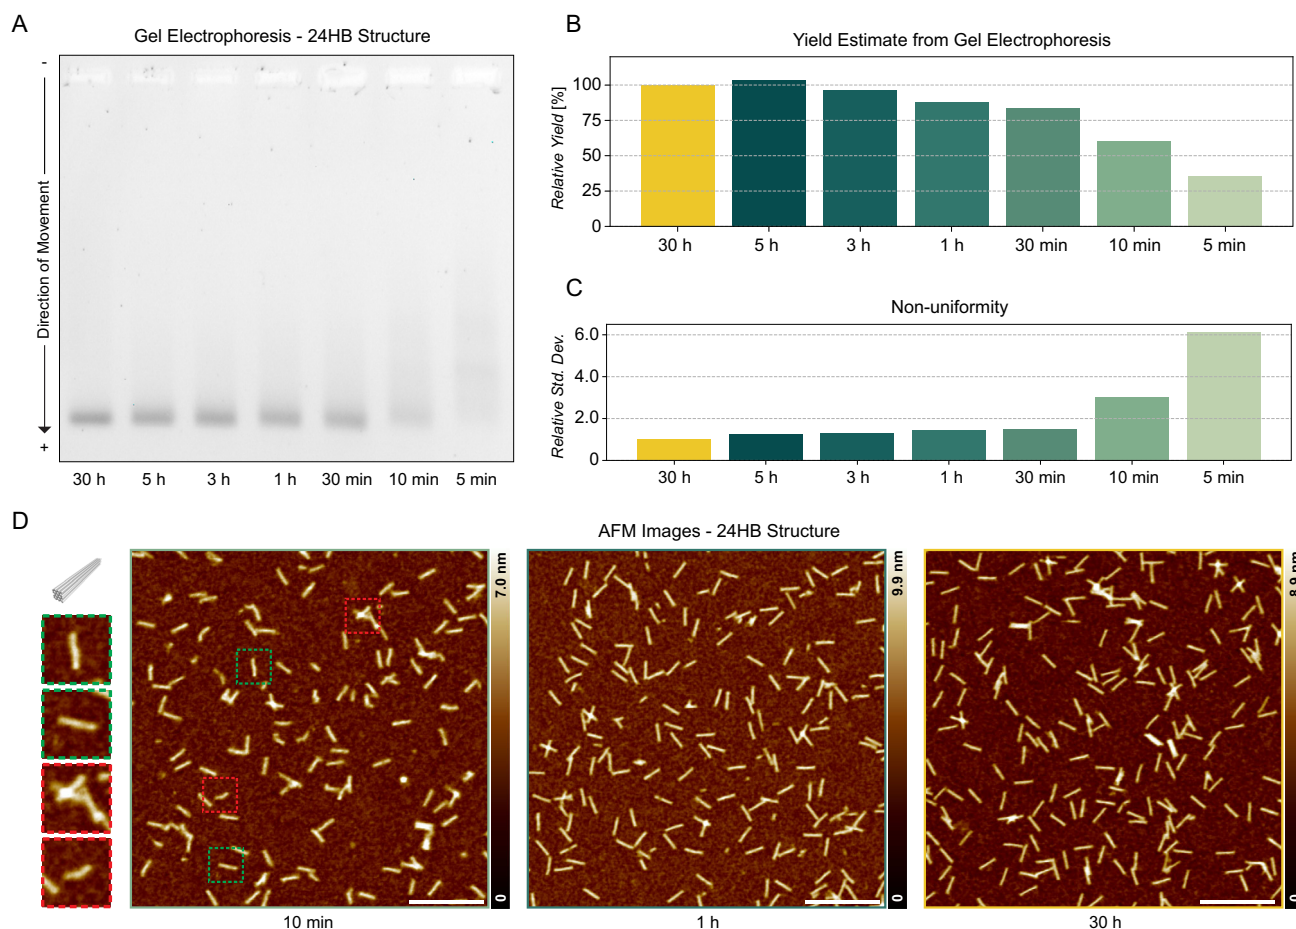 A
Gel Electrophoresis - 24HB Structure
-
Direction of Movement
+
30 h 5 h 3 h 1 h 30 min 10 min 5 min
B
Yield Estimate from Gel Electrophoresis
Relative Yield [%]
100
75
50
25
0
30 h 5 h 3 h 1 h 30 min 10 min 5 min
C
Non-uniformity
Relative Std. Dev.
6.0
4.0
2.0
0
30 h 5 h 3 h 1 h 30 min 10 min 5 min
D
AFM Images - 24HB Structure
7.0 nm
0
10 min
9.9 nm
0
1 h
8.9 nm
0
30 h